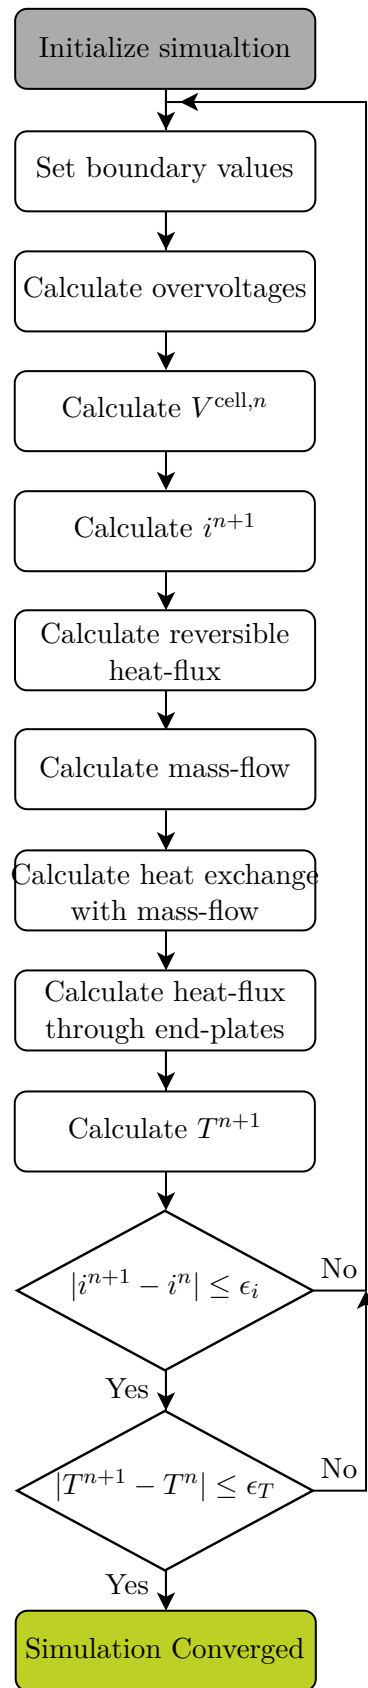 Initialize simualtion
Set boundary values
Calculate overvoltages
Calculate V^{cell,n}
Calculate i^{n+1}
Calculate reversible
heat-flux
Calculate mass-flow
Calculate heat exchange
with mass-flow
Calculate heat-flux
through end-plates
Calculate T^{n+1}
|i^{n+1} − i^n| ≤ ϵ_i
No
Yes
|T^{n+1} − T^n| ≤ ϵ_T
No
Yes
Simulation Converged